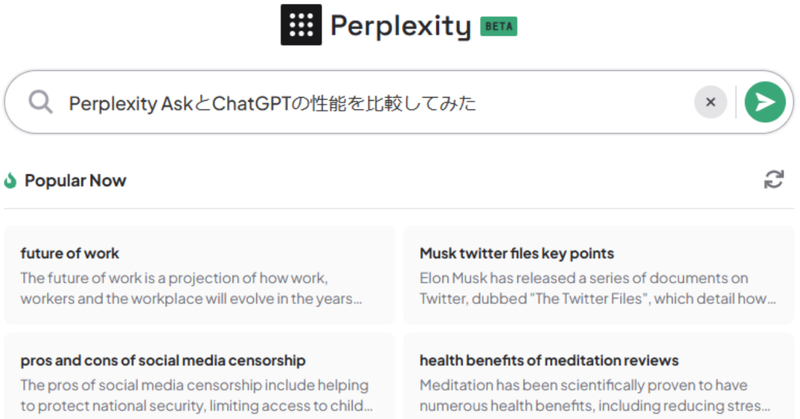 Perplexity BETA
Perplexity AskとChatGPTの性能を比較してみた
Popular Now
future of work
The future of work is a projection of how work,
workers and the workplace will evolve in the years...
Musk twitter files key points
Elon Musk has released a series of documents on
Twitter, dubbed "The Twitter Files", which detail how...
pros and cons of social media censorship
The pros of social media censorship include helping
to protect national security, limiting access to child...
health benefits of meditation reviews
Meditation has been scientifically proven to have
numerous health benefits, including reducing stres...